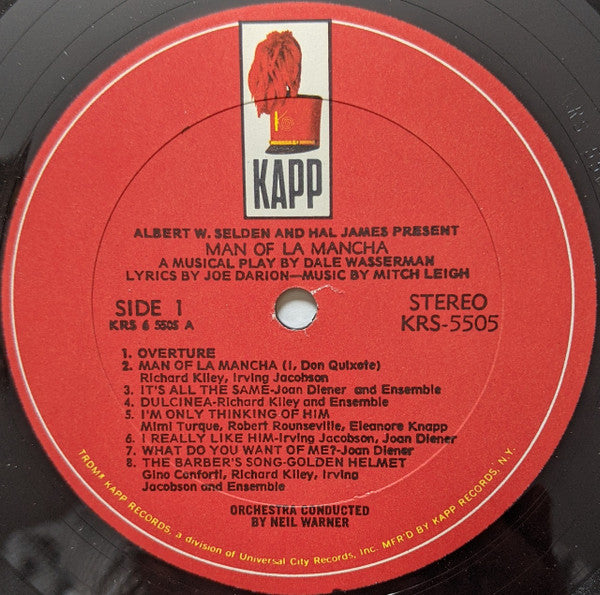 KAPP
ALBERT W. SELDEN AND HAL JAMES PRESENT
MAN OF LA MANCHA
A MUSICAL PLAY BY DALE WASSERMAN
LYRICS BY JOE DARION—MUSIC BY MITCH LEIGH
SIDE 1
KRS 6 5505 A
STEREO
KRS-5505
1. OVERTURE
2. MAN OF LA MANCHA (I, Don Quixote)
Richard Kiley, Irving Jacobson
3. IT'S ALL THE SAME-Joan Diener and Ensemble
4. DULCINEA-Richard Kiley and Ensemble
5. I'M ONLY THINKING OF HIM
Mimi Turque, Robert Rounseville, Eleanore Knapp
6. I REALLY LIKE HIM-Irving Jacobson, Joan Diener
7. WHAT DO YOU WANT OF ME?-Joan Diener
8. THE BARBER'S SONG-GOLDEN HELMET
Gino Conforti, Richard Kiley, Irving
Jacobson and Ensemble
ORCHESTRA CONDUCTED
BY NEIL WARNER
KAPP RECORDS, a division of Universal City Records, Inc. MFR'D BY KAPP RECORDS, N.Y.